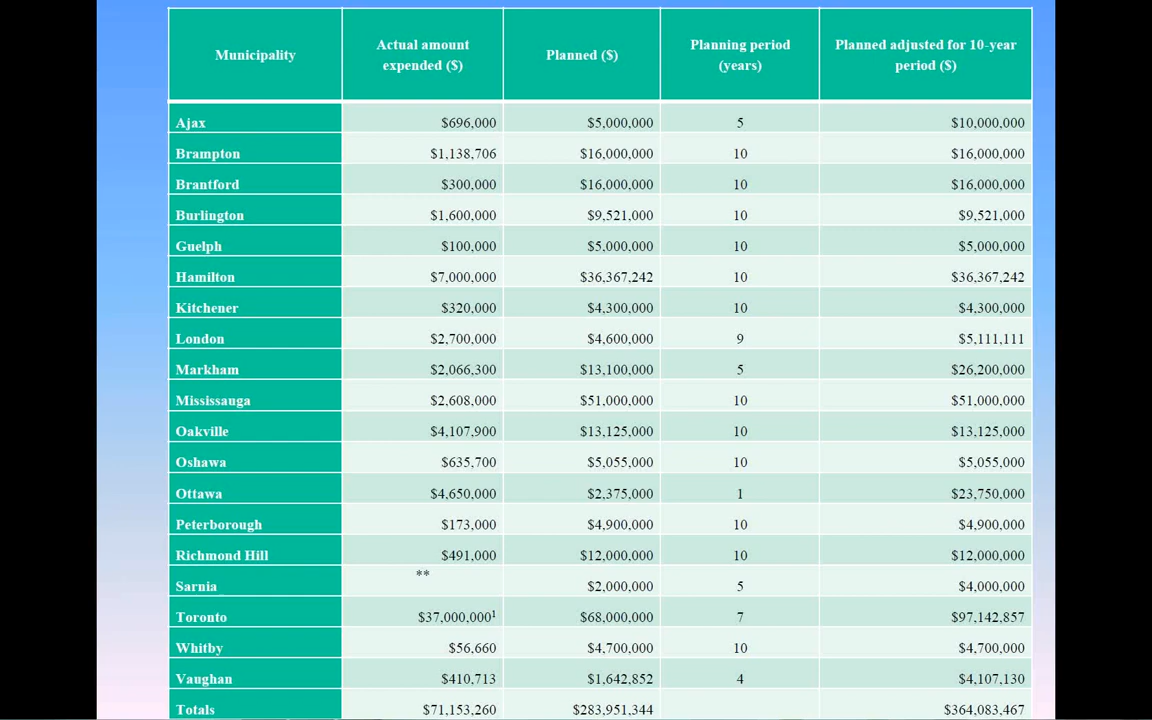 Municipality Actual amount expended ($) Planned ($) Planning period (years) Planned adjusted for 10-year period ($)
Ajax $696,000 $5,000,000 5 $10,000,000
Brampton $1,138,706 $16,000,000 10 $16,000,000
Brantford $300,000 $16,000,000 10 $16,000,000
Burlington $1,600,000 $9,521,000 10 $9,521,000
Guelph $100,000 $5,000,000 10 $5,000,000
Hamilton $7,000,000 $36,367,242 10 $36,367,242
Kitchener $320,000 $4,300,000 10 $4,300,000
London $2,700,000 $4,600,000 9 $5,111,111
Markham $2,066,300 $13,100,000 5 $26,200,000
Mississauga $2,608,000 $51,000,000 10 $51,000,000
Oakville $4,107,900 $13,125,000 10 $13,125,000
Oshawa $635,700 $5,055,000 10 $5,055,000
Ottawa $4,650,000 $2,375,000 1 $23,750,000
Peterborough $173,000 $4,900,000 10 $4,900,000
Richmond Hill $491,000 $12,000,000 10 $12,000,000
Sarnia ** $2,000,000 5 $4,000,000
Toronto $37,000,000¹ $68,000,000 7 $97,142,857
Whitby $56,660 $4,700,000 10 $4,700,000
Vaughan $410,713 $1,642,852 4 $4,107,130
Totals $71,153,260 $283,951,344 $364,083,467